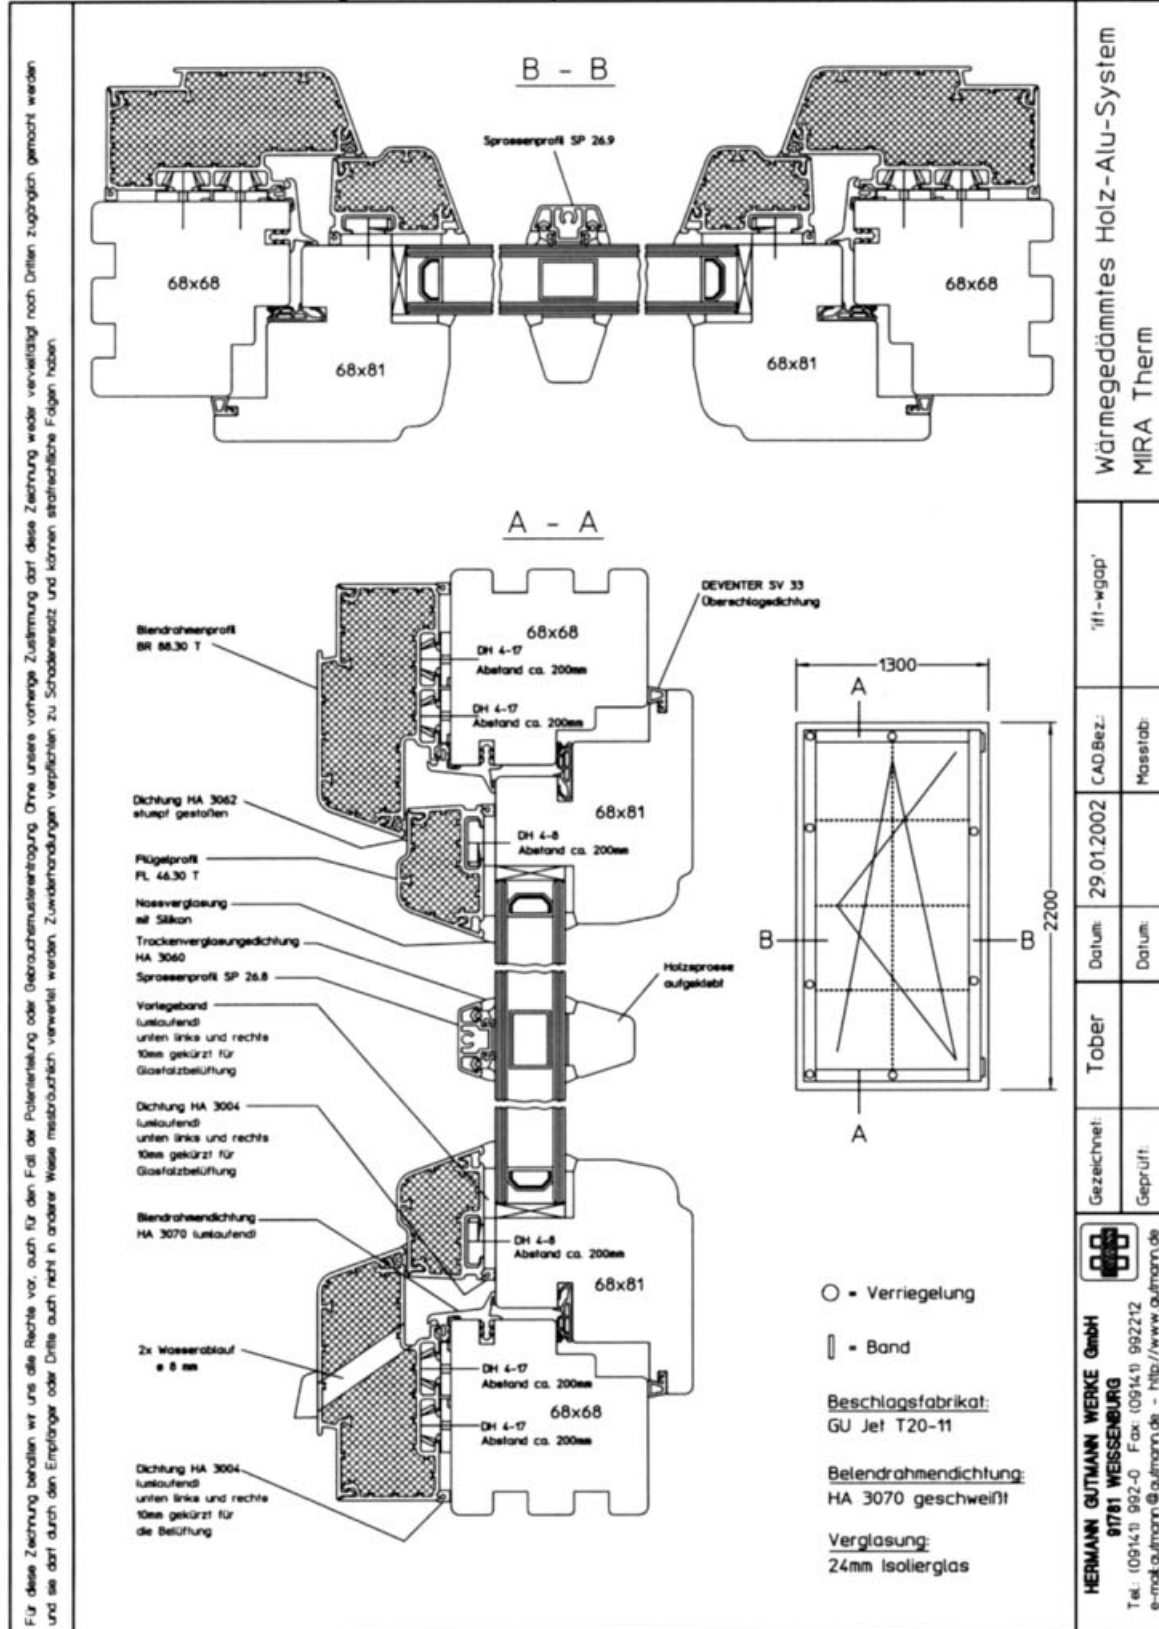 B - B
Sprossenprofil SP 26.9
68x68
68x81
68x81
68x68
A - A
DEVENTER SV 33
Überschlagsdichtung
Blendrahmenprofil
BR 88.30 T
68x68
DH 4-17
Abstand ca. 200mm
DH 4-17
Abstand ca. 200mm
Dichtung HA 3062
stumpf gestoßen
68x81
DH 4-8
Abstand ca. 200mm
Flügelprofil
FL 46.30 T
Nassverglasung
mit Silikon
Trockenverglasungsdichtung
HA 3060
Sprossenprofil SP 26.8
Holzsprosse
aufgeklebt
Vorlegeband
(umlaufend)
unten links und rechts
10mm gekürzt für
Glasfalzbelüftung
Dichtung HA 3004
(umlaufend)
unten links und rechts
10mm gekürzt für
Glasfalzbelüftung
Blendrahmendichtung
HA 3070 (umlaufend)
DH 4-8
Abstand ca. 200mm
68x81
2x Wasserablauf
ø 8 mm
DH 4-17
Abstand ca. 200mm
68x68
DH 4-17
Abstand ca. 200mm
Dichtung HA 3004
(umlaufend)
unten links und rechts
10mm gekürzt für
die Belüftung
1300
A
B
B
2200
A
= Verriegelung
= Band
Beschlagsfabrikat:
GU Jet T20-11
Belendrahmendichtung:
HA 3070 geschweißt
Verglasung:
24mm Isolierglas
Für diese Zeichnung behalten wir uns alle Rechte vor, auch für den Fall der Patenterteilung oder Gebrauchsmustereintragung. Ohne unsere vorherige Zustimmung darf diese Zeichnung weder vervielfältigt noch Dritten zugänglich gemacht werden
und sie darf durch den Empfänger oder Dritte auch nicht in anderer Weise missbräuchlich verwertet werden. Zuwiderhandlungen verpflichten zu Schadenersatz und können strafrechtliche Folgen haben
Wärmegedämmtes Holz-Alu-System
MIRA Therm
CAD.Bez.: 'ift-wgap'
Masstab:
Datum: 29.01.2002
Datum:
Gezeichnet: Tober
Geprüft:
HERMANN GUTMANN WERKE GmbH
91781 WEISSENBURG
Tel.: (09141) 992-0 Fax: (09141) 992212
e-mail:gutmann@gutmann.de - http://www.gutmann.de